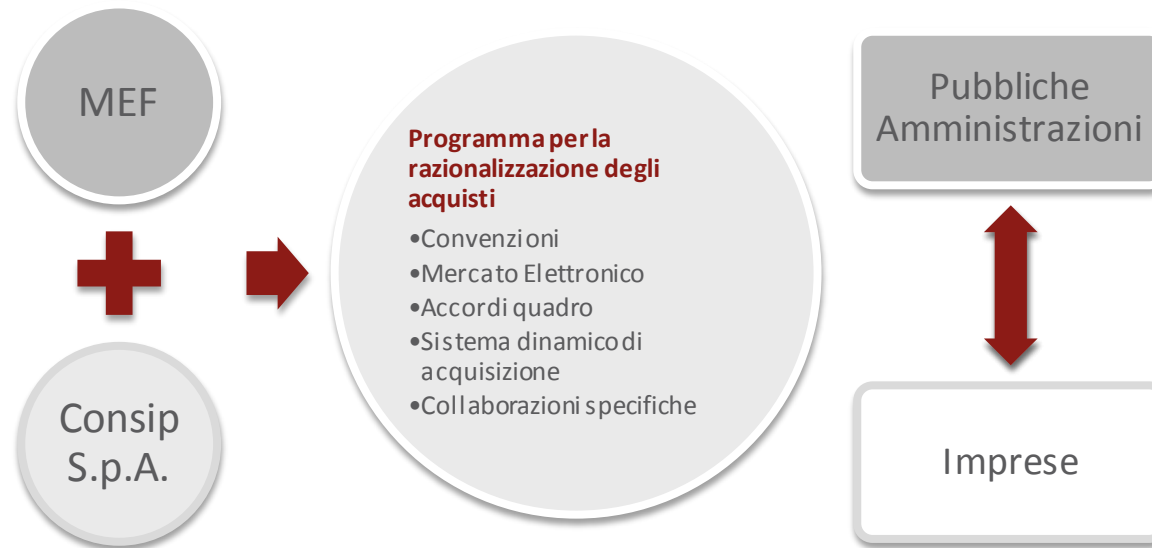 MEF
Consip
S.p.A.
Programma per la
razionalizzazione degli
acquisti
•Convenzioni
•Mercato Elettronico
•Accordi quadro
•Sistema dinamico di
acquisizione
•Collaborazioni specifiche
Pubbliche
Amministrazioni
Imprese